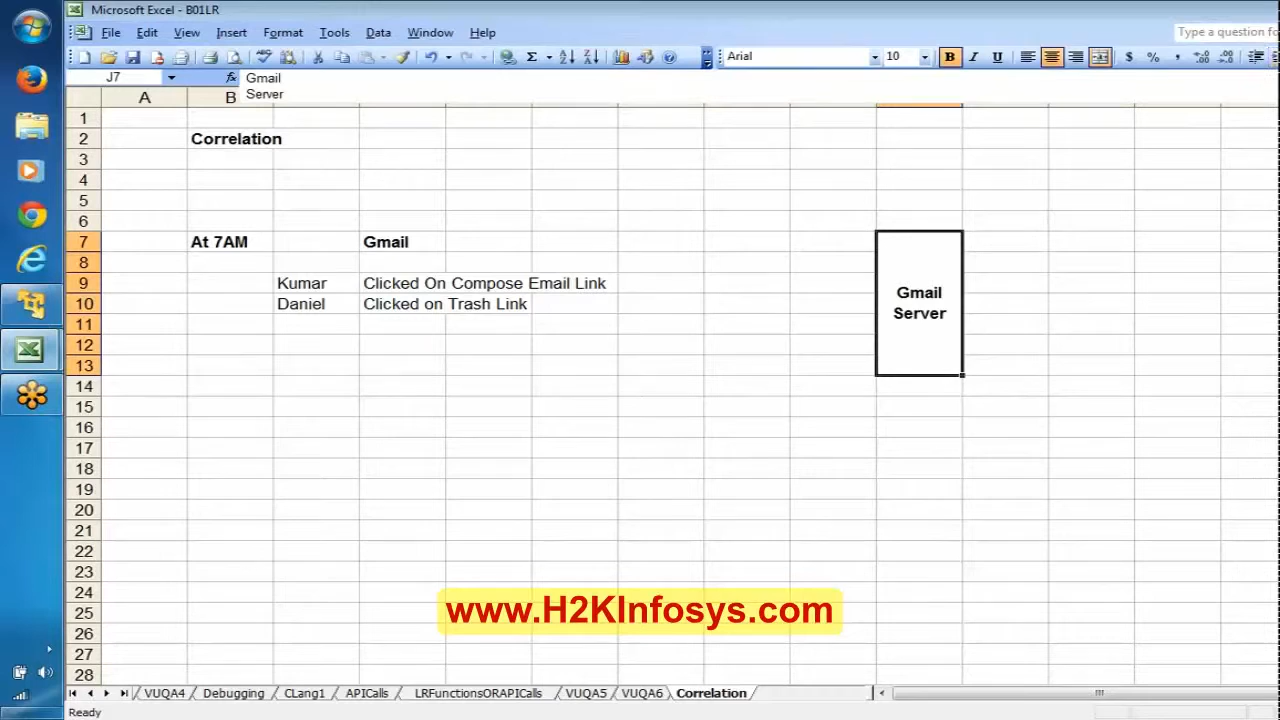 Microsoft Excel - B01LR
File Edit View Insert Format Tools Data Window Help
Type a question fo
Arial 10 B I U $ % ,
J7 fx Gmail
Server
A B
1
2 Correlation
3
4
5
6
7 At 7AM Gmail
8
9 Kumar Clicked On Compose Email Link
10 Daniel Clicked on Trash Link
Gmail
Server
11
12
13
14
15
16
17
18
19
20
21
22
23
24
25
26
27
28
www.H2KInfosys.com
VUQA4 Debugging CLang1 APICalls LRFunctionsORAPICalls VUQA5 VUQA6 Correlation
Ready